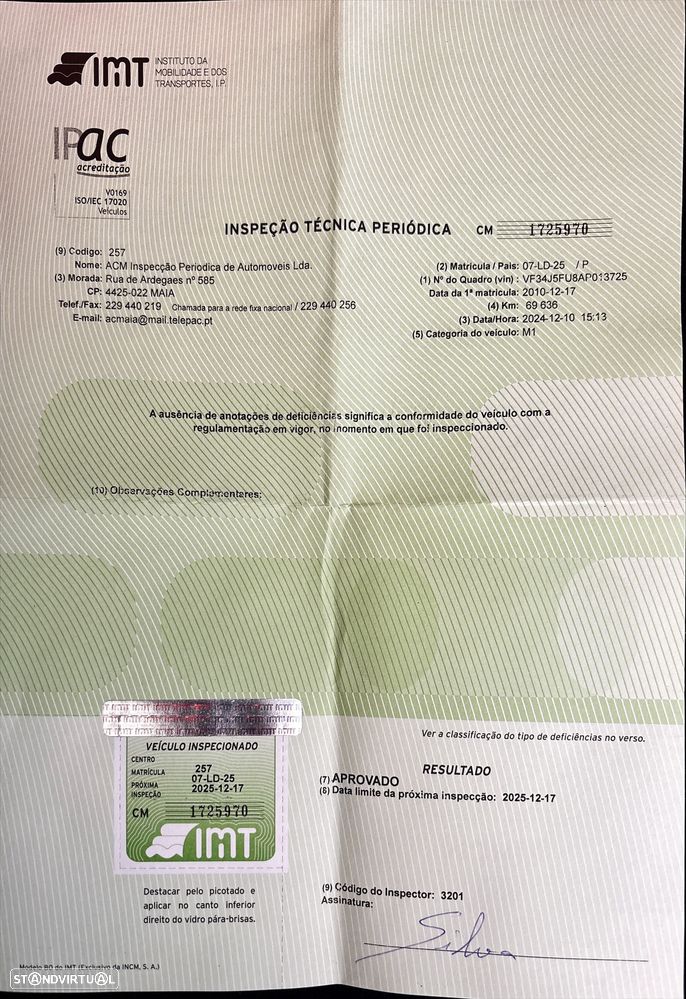 IMT INSTITUTO DA
MOBILIDADE E DOS
TRANSPORTES, I.P.
IPAC
acreditação
V0169
ISO/IEC 17020
Veículos
INSPEÇÃO TÉCNICA PERIÓDICA CM 1725970
(9) Codigo: 257
Nome: ACM Inspecção Periodica de Automoveis Lda.
(3) Morada: Rua de Ardegaes nº 585
CP: 4425-022 MAIA
Telef./Fax: 229 440 219 Chamada para a rede fixa nacional / 229 440 256
E-mail: acmaia@mail.telepac.pt
(2) Matricula / Pais: 07-LD-25 / P
(1) Nº do Quadro (vin) : VF34J5FU8AP013725
Data da 1ª matricula: 2010-12-17
(4) Km: 69 636
(3) Data/Hora: 2024-12-10 15:13
(5) Categoria do veiculo: M1
A ausência de anotações de deficiências significa a conformidade do veículo com a
regulamentação em vigor, no momento em que foi inspeccionado.
(10) Observações Complementares:
VEÍCULO INSPECIONADO
CENTRO 257
MATRÍCULA 07-LD-25
PRÓXIMA
INSPEÇÃO 2025-12-17
CM 1725970
IMT
Destacar pelo picotado e
aplicar no canto inferior
direito do vidro pára-brisas.
Ver a classificação do tipo de deficiências no verso.
RESULTADO
(7) APROVADO
(8) Data limite da próxima inspecção: 2025-12-17
(9) Código do Inspector: 3201
Assinatura:
Silva
Modelo BO do IMT (Exclusivo da INCM, S. A.)
STANDVIRTUAL